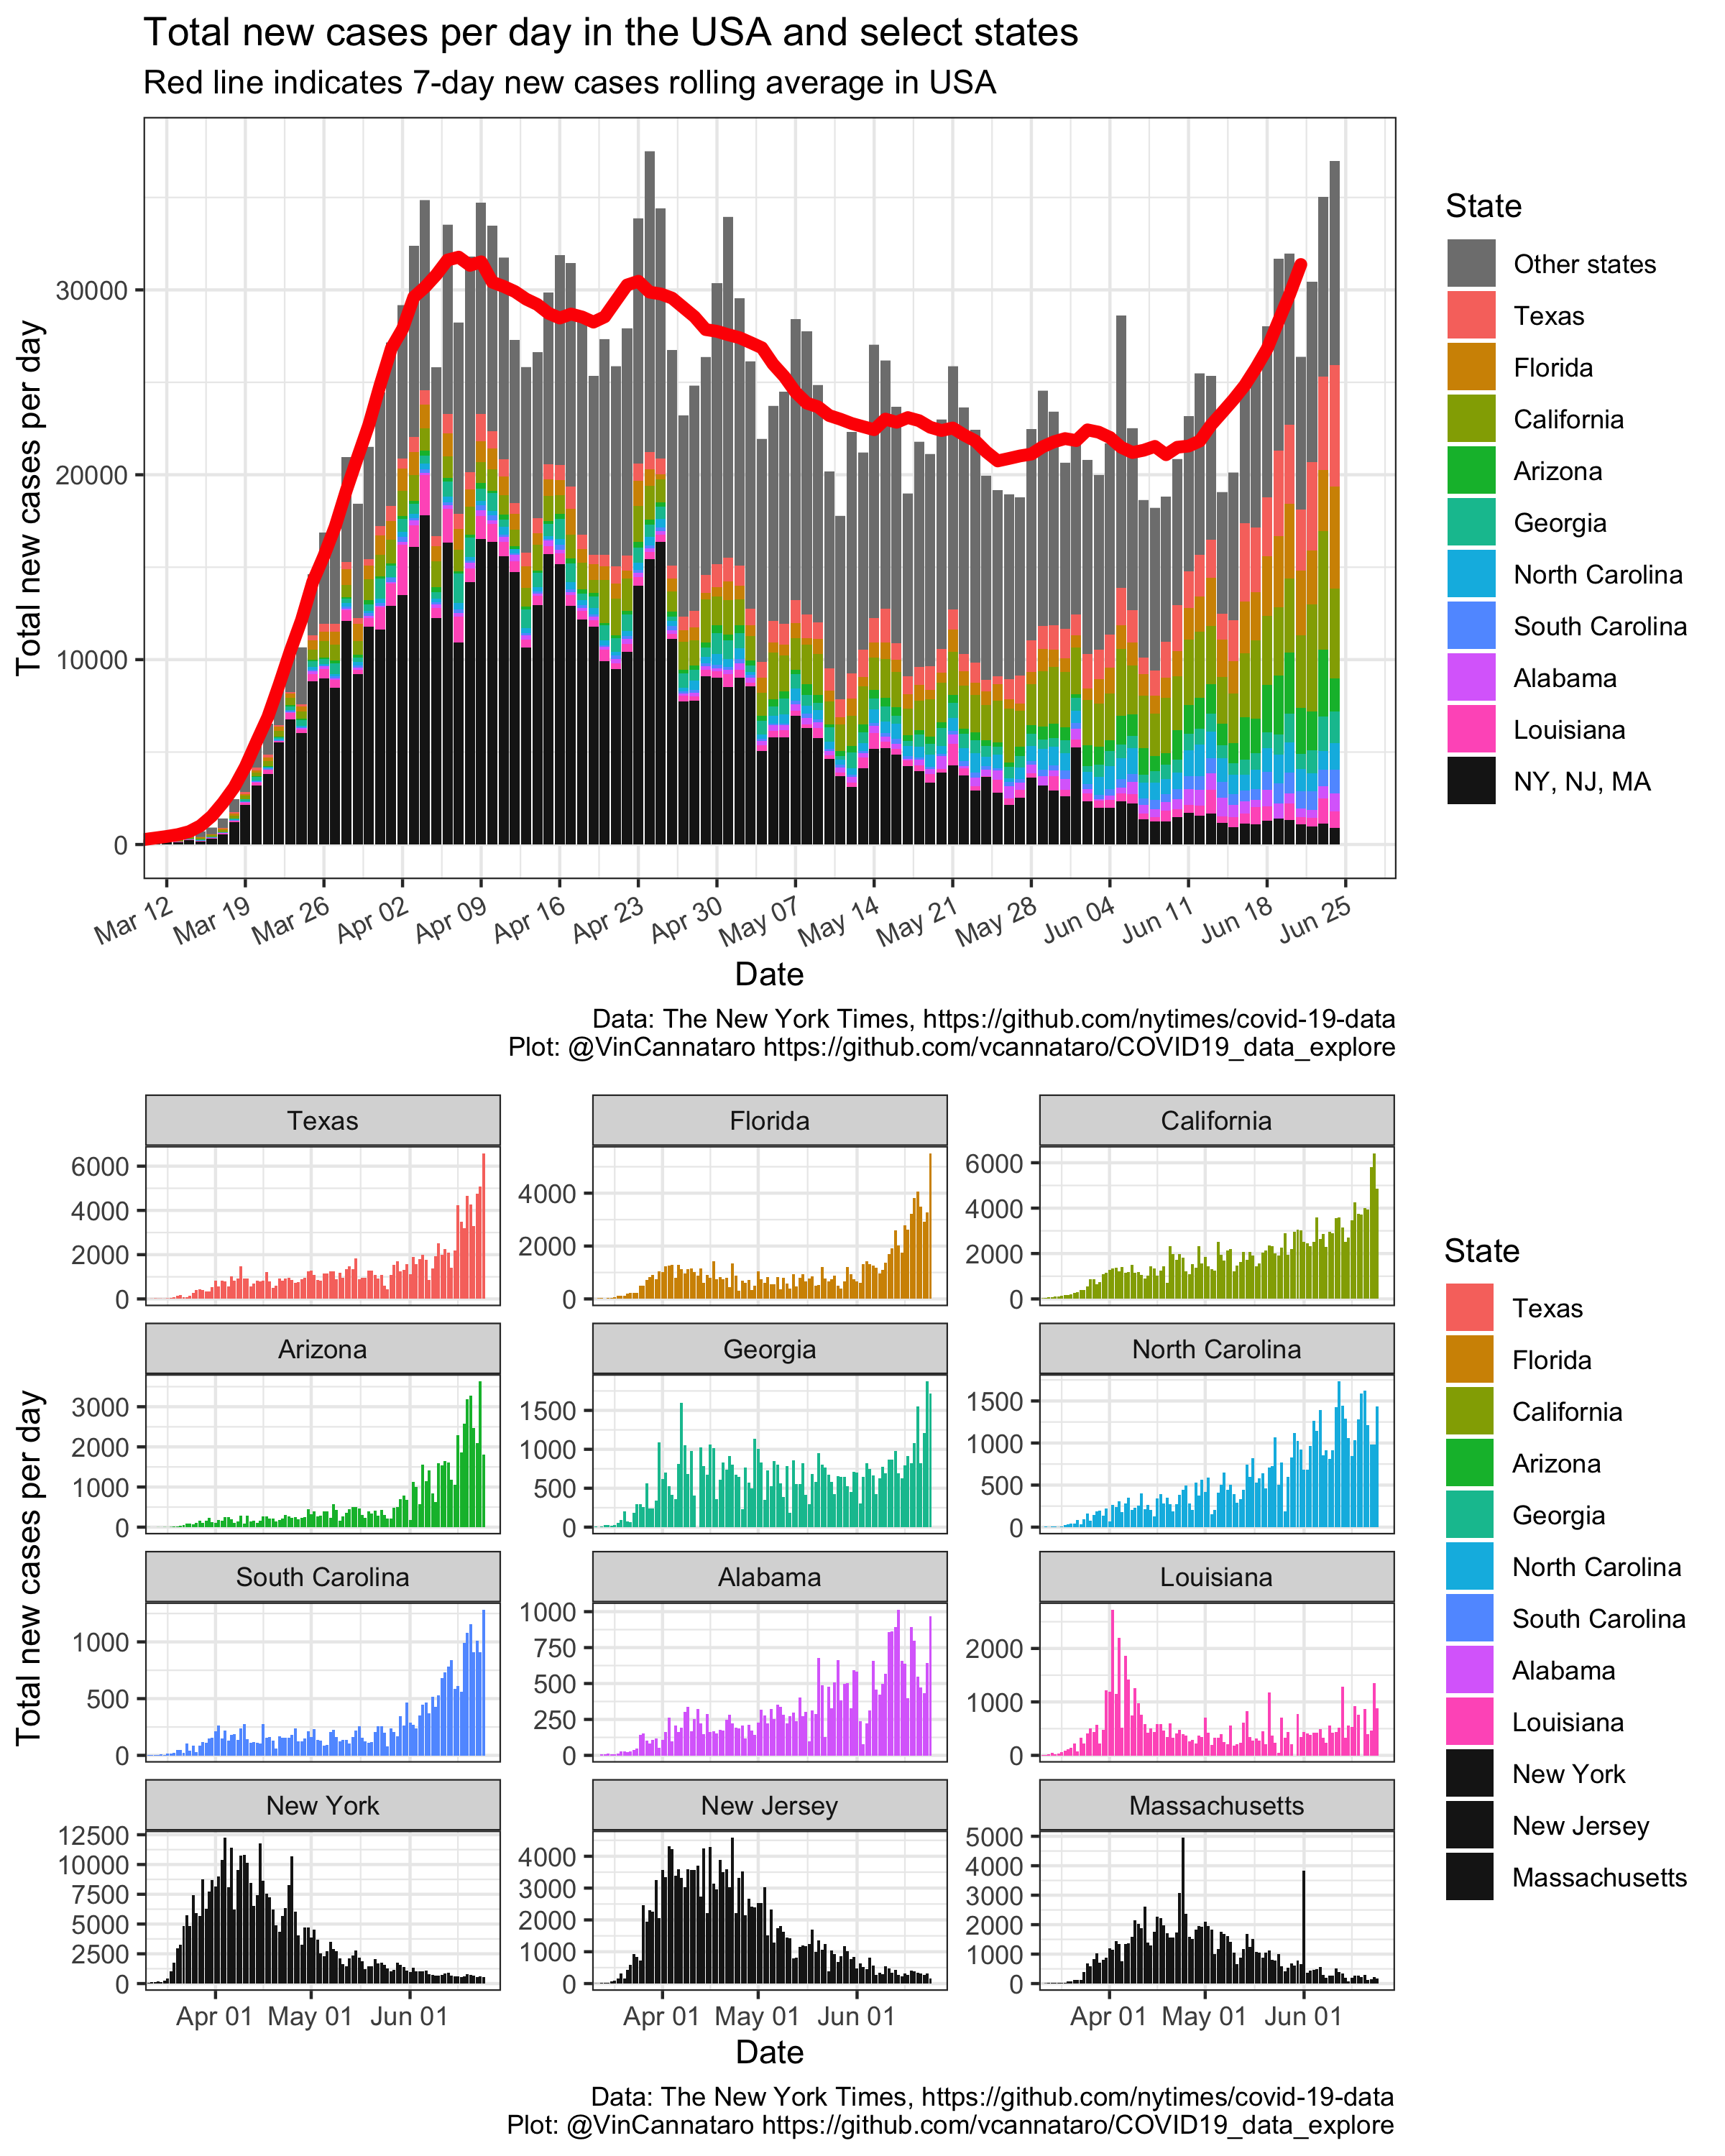 Total new cases per day in the USA and select states
Red line indicates 7-day new cases rolling average in USA
Total new cases per day
30000
20000
10000
0
Mar 12
Mar 19
Mar 26
Apr 02
Apr 09
Apr 16
Apr 23
Apr 30
May 07
May 14
May 21
May 28
Jun 04
Jun 11
Jun 18
Jun 25
Date
State
Other states
Texas
Florida
California
Arizona
Georgia
North Carolina
South Carolina
Alabama
Louisiana
NY, NJ, MA
Data: The New York Times, https://github.com/nytimes/covid-19-data
Plot: @VinCannataro https://github.com/vcannataro/COVID19_data_explore
Total new cases per day
Texas
6000
4000
2000
0
Florida
4000
2000
0
California
6000
4000
2000
0
Arizona
3000
2000
1000
0
Georgia
1500
1000
500
0
North Carolina
1500
1000
500
0
South Carolina
1000
500
0
Alabama
1000
750
500
250
0
Louisiana
2000
1000
0
New York
12500
10000
7500
5000
2500
0
Apr 01
May 01
Jun 01
New Jersey
4000
3000
2000
1000
0
Apr 01
May 01
Jun 01
Massachusetts
5000
4000
3000
2000
1000
0
Apr 01
May 01
Jun 01
Date
State
Texas
Florida
California
Arizona
Georgia
North Carolina
South Carolina
Alabama
Louisiana
New York
New Jersey
Massachusetts
Data: The New York Times, https://github.com/nytimes/covid-19-data
Plot: @VinCannataro https://github.com/vcannataro/COVID19_data_explore